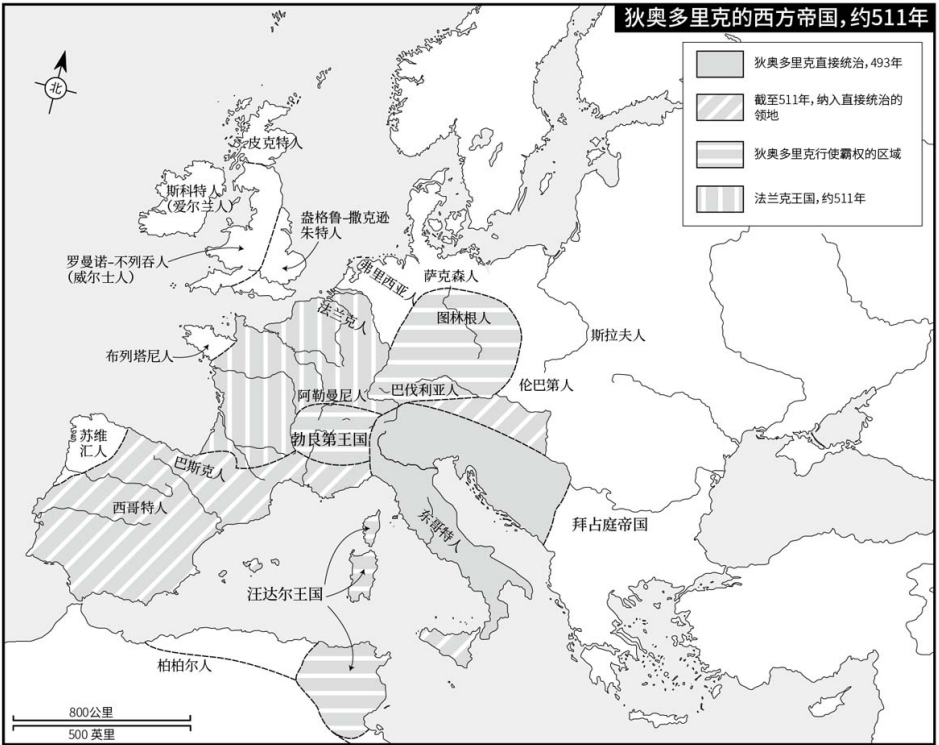 狄奥多里克的西方帝国，约511年
狄奥多里克直接统治，493年
截至511年，纳入直接统治的
领地
狄奥多里克行使霸权的区域
法兰克王国，约511年
北
皮克特人
斯科特人
（爱尔兰人）
盎格鲁–撒克逊
朱特人
罗曼诺–不列吞人
（威尔士人）
弗里西亚人
萨克森人
法兰克人
图林根人
斯拉夫人
布列塔尼人
阿勒曼尼人
巴伐利亚人
伦巴第人
苏维
汇人
勃艮第王国
巴斯克人
西哥特人
东哥特人
拜占庭帝国
汪达尔王国
柏柏尔人
800公里
500 英里